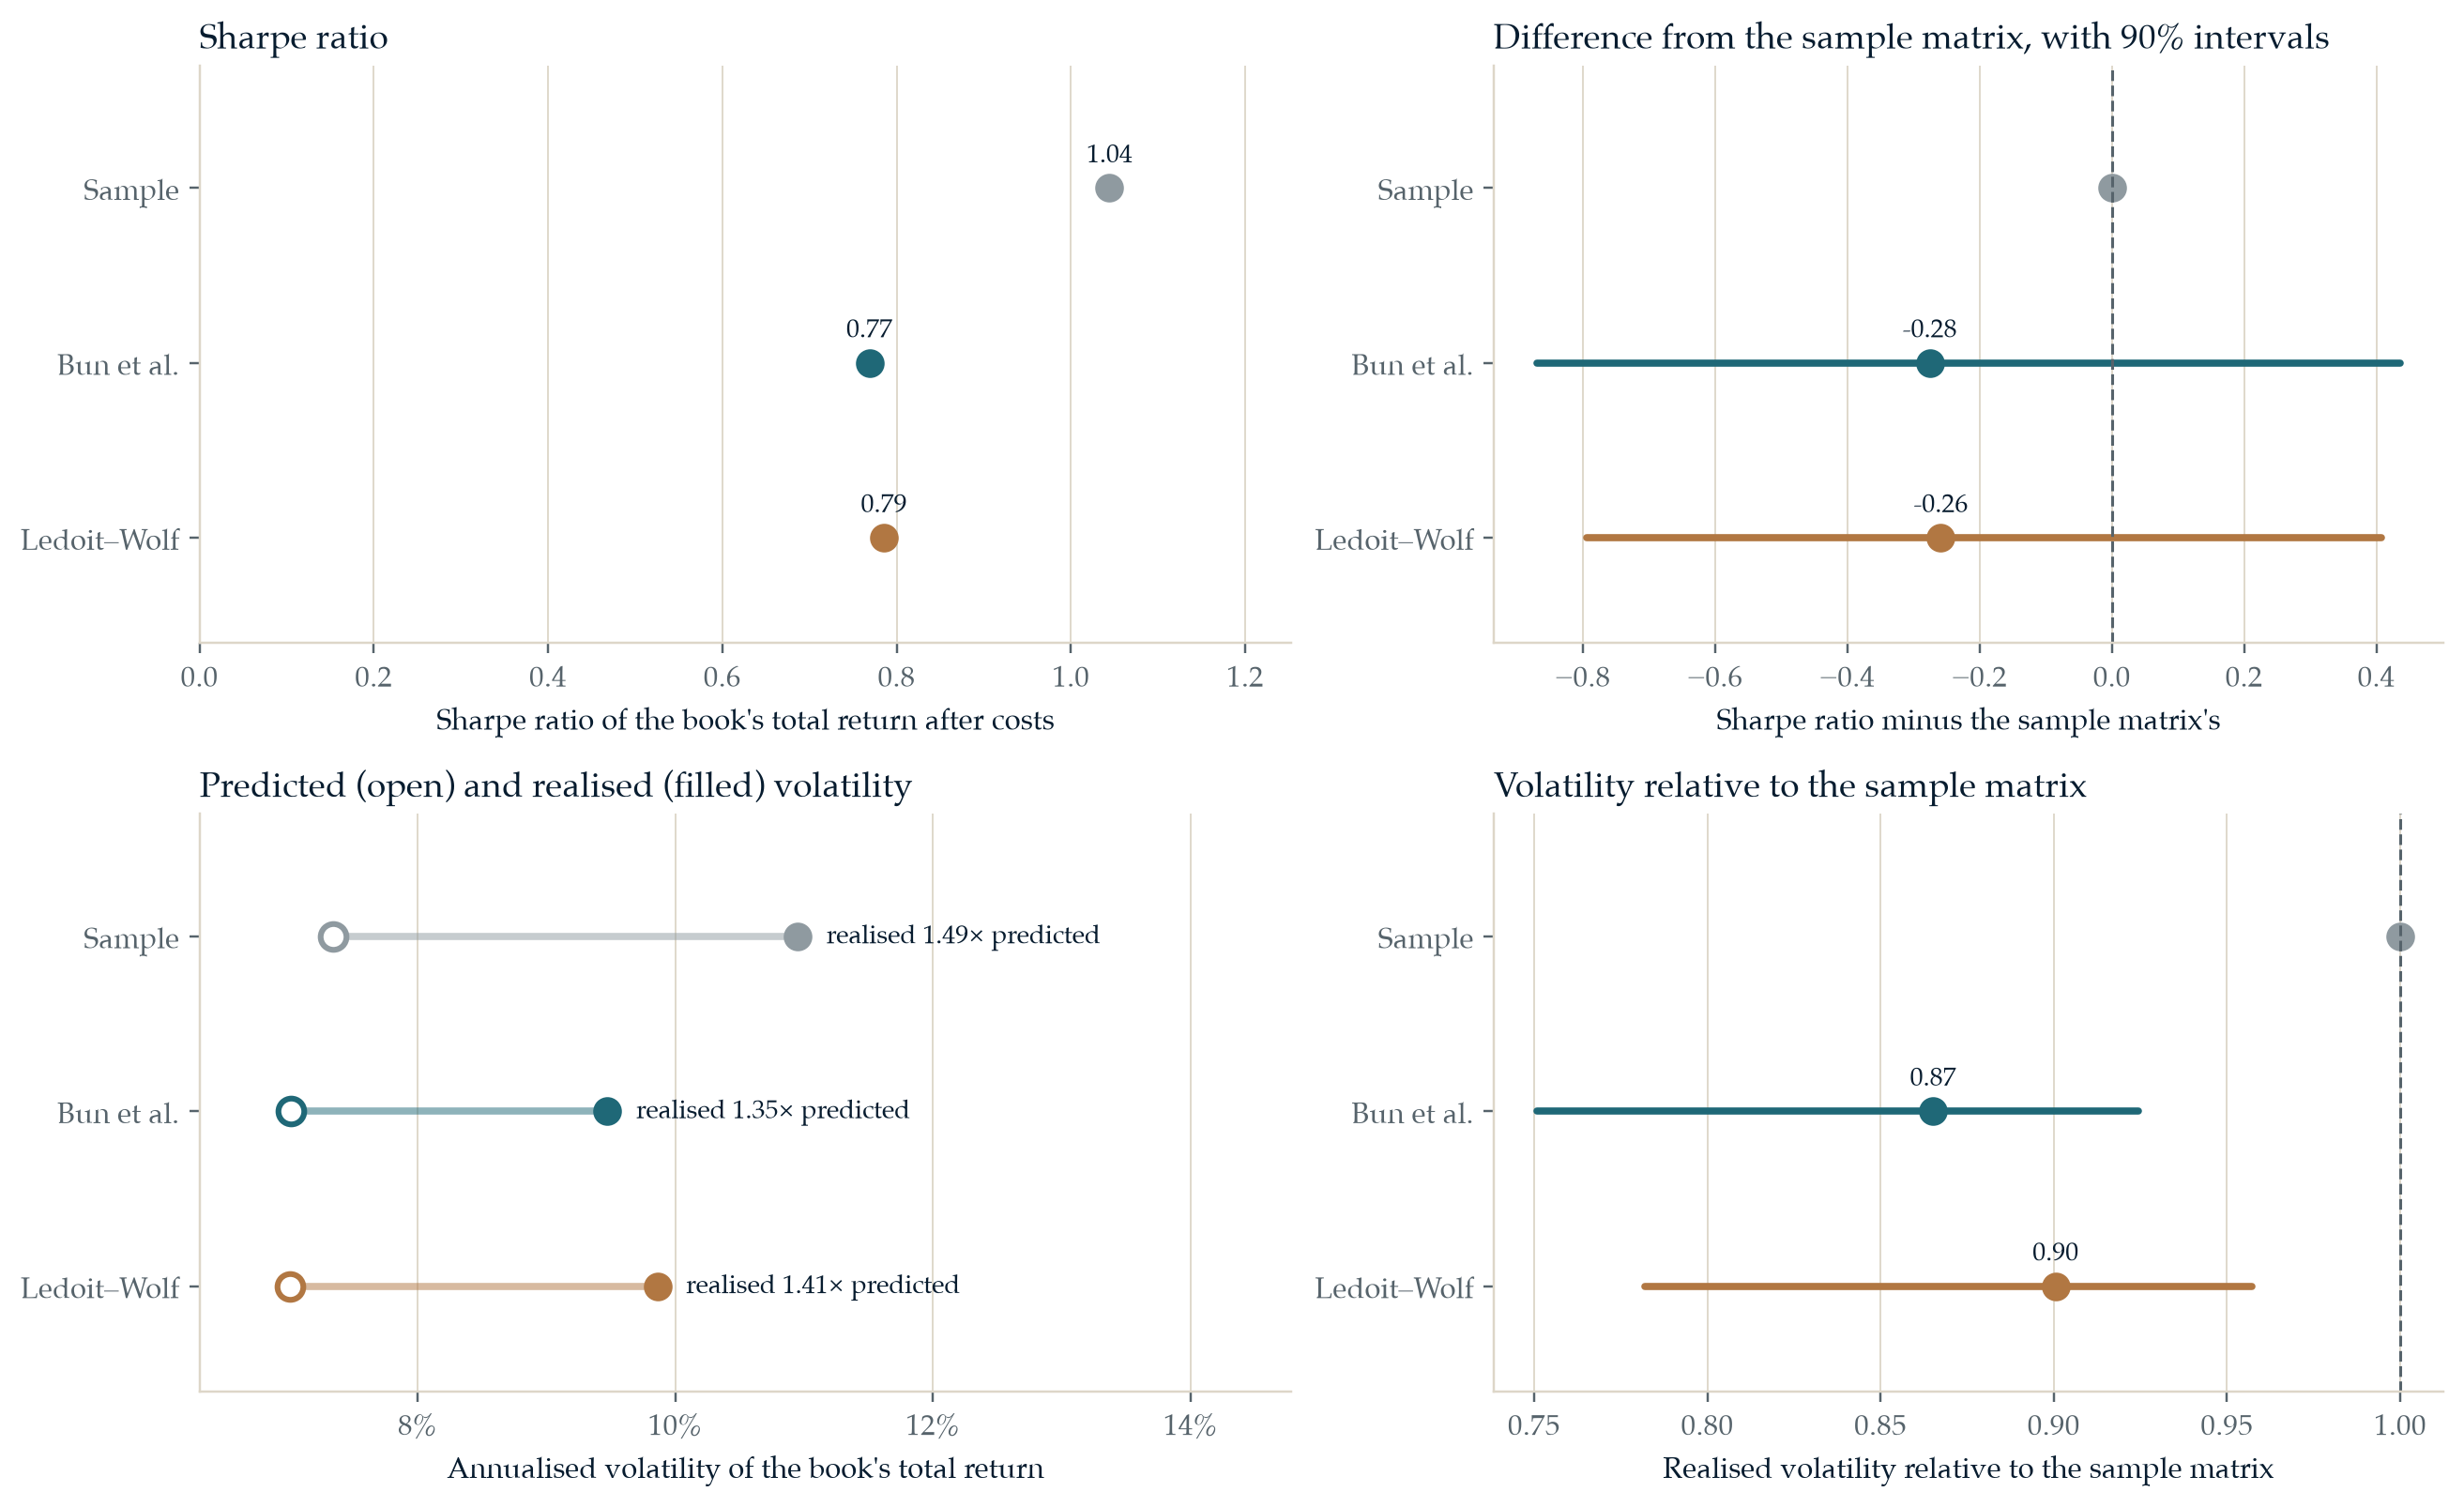 Sharpe ratio
Sample
Bun et al.
Ledoit–Wolf
1.04
0.77
0.79
0.0 0.2 0.4 0.6 0.8 1.0 1.2
Sharpe ratio of the book's total return after costs
Difference from the sample matrix, with 90% intervals
Sample
Bun et al.
Ledoit–Wolf
-0.28
-0.26
−0.8 −0.6 −0.4 −0.2 0.0 0.2 0.4
Sharpe ratio minus the sample matrix's
Predicted (open) and realised (filled) volatility
Sample
Bun et al.
Ledoit–Wolf
realised 1.49× predicted
realised 1.35× predicted
realised 1.41× predicted
8% 10% 12% 14%
Annualised volatility of the book's total return
Volatility relative to the sample matrix
Sample
Bun et al.
Ledoit–Wolf
0.87
0.90
0.75 0.80 0.85 0.90 0.95 1.00
Realised volatility relative to the sample matrix